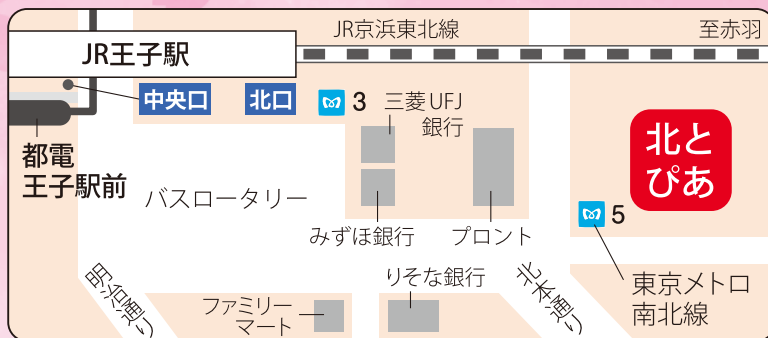 JR京浜東北線
至赤羽
JR王子駅
中央口
北口
3
三菱UFJ
銀行
北と
ぴあ
都電
王子駅前
バスロータリー
みずほ銀行
プロント
5
東京メトロ
南北線
明治通り
りそな銀行
北本通り
ファミリー
マート